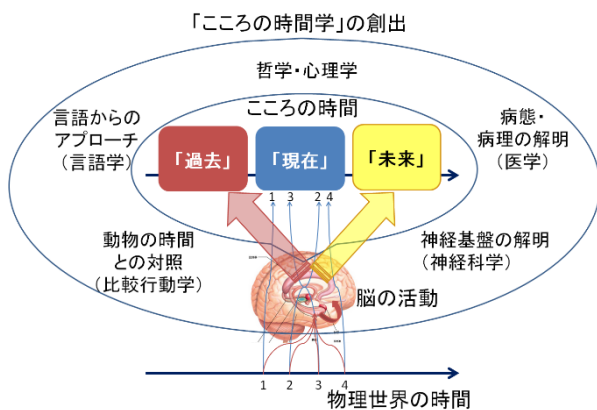 「こころの時間学」の創出
哲学・心理学
こころの時間
言語からの
アプローチ
(言語学)
病態・
病理の解明
(医学)
「過去」
「現在」
「未来」
1 3 2 4
動物の時間
との対照
(比較行動学)
神経基盤の解明
(神経科学)
脳の活動
1 2 3 4
物理世界の時間